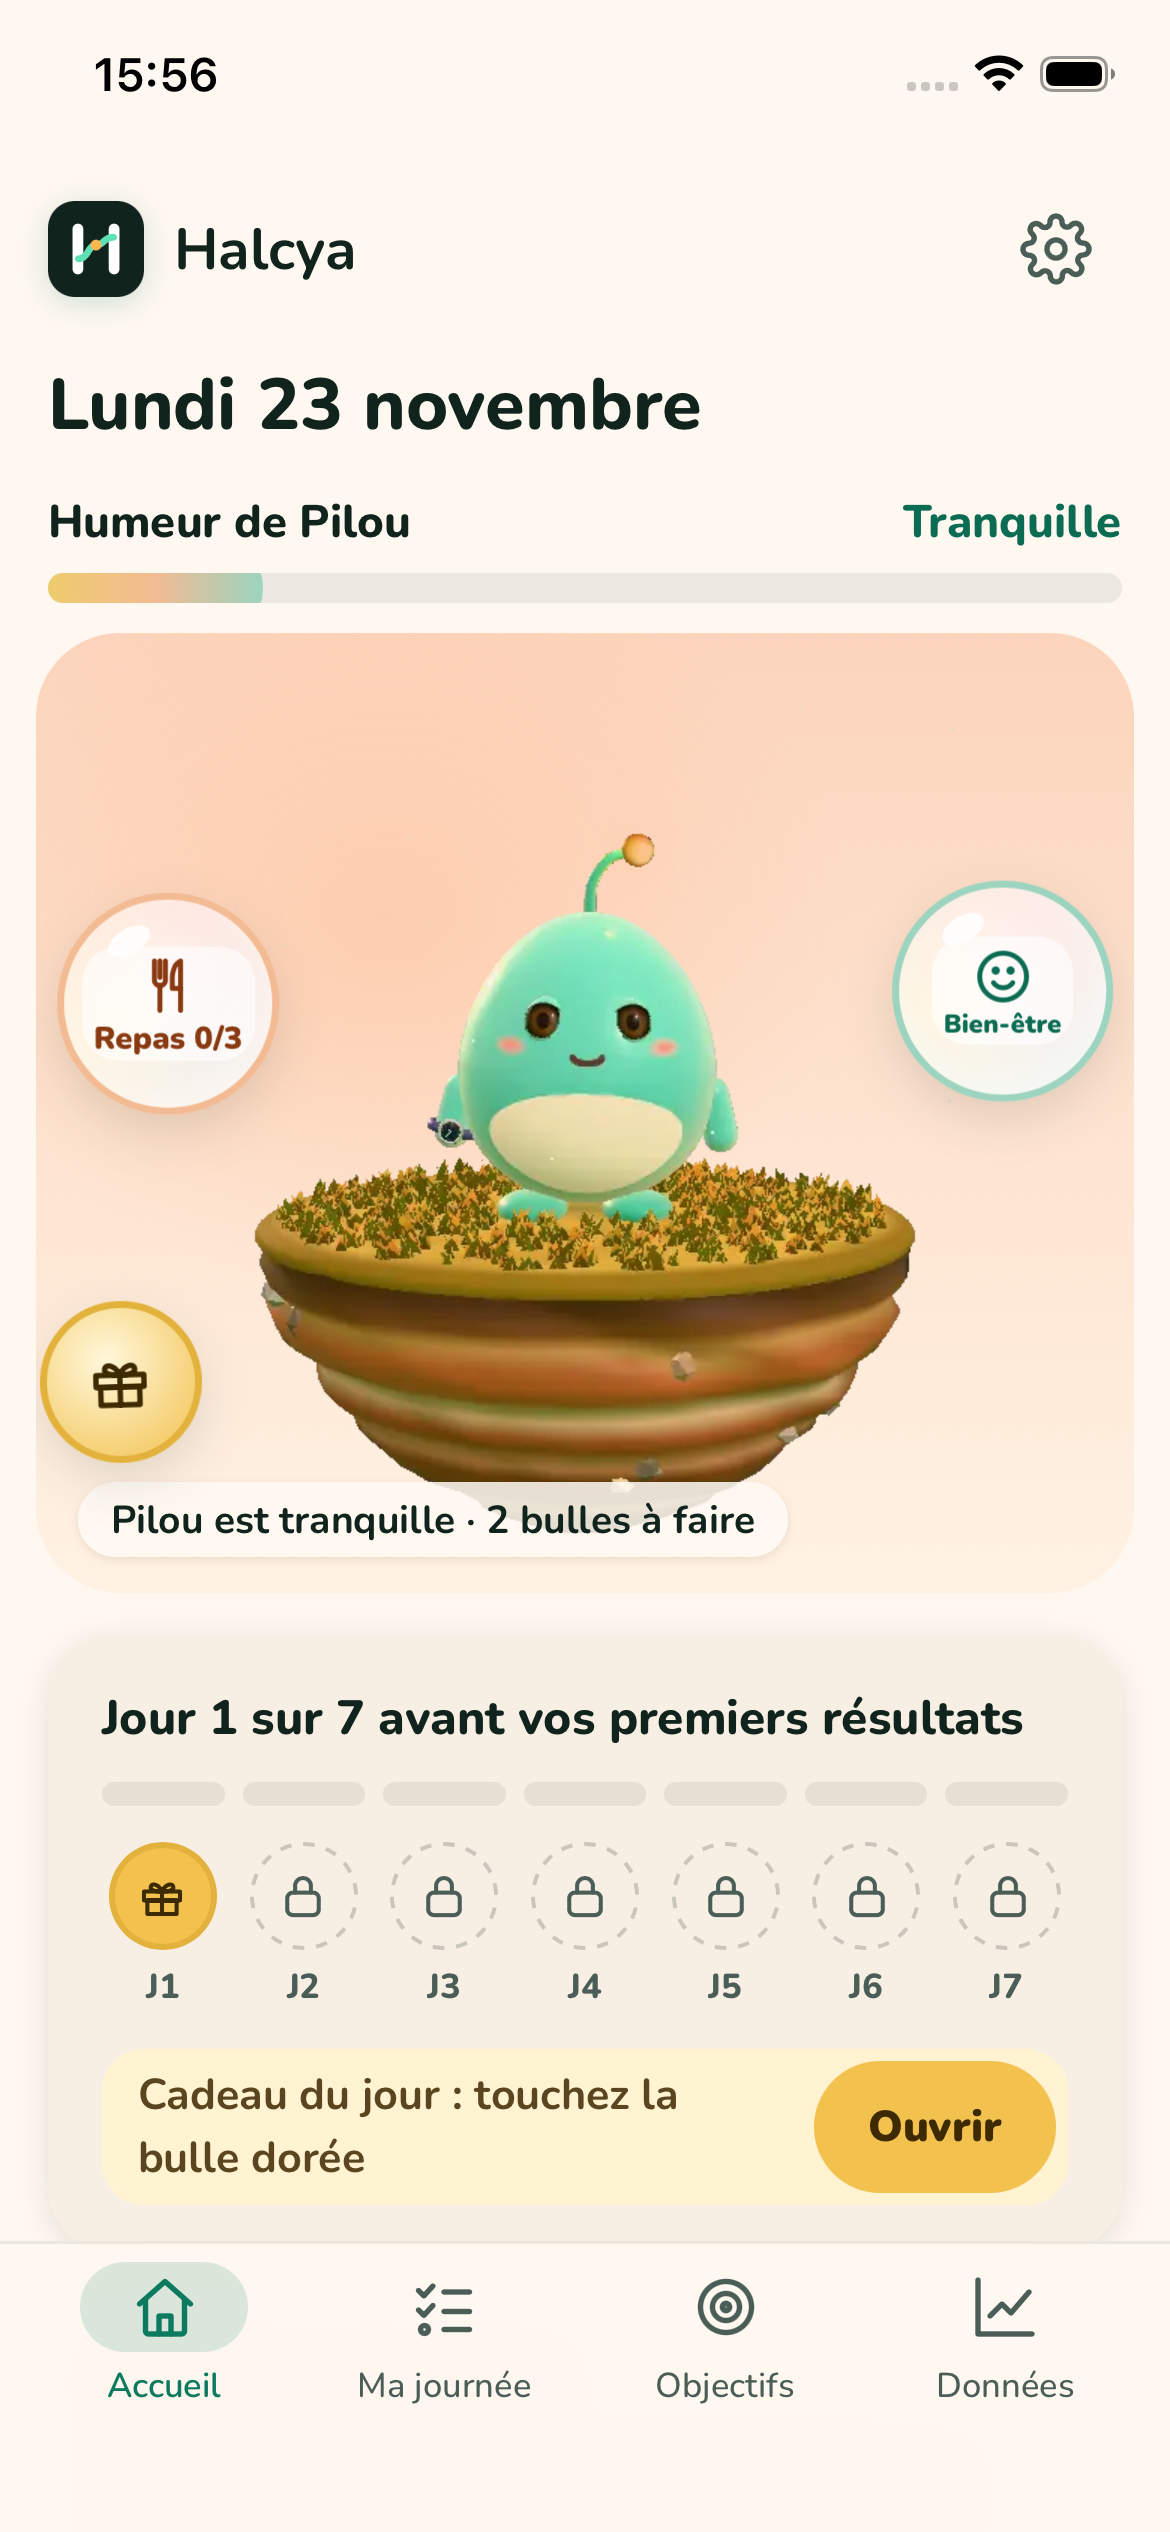 15:56
Halcya
Lundi 23 novembre
Humeur de Pilou
Tranquille
Repas 0/3
Bien-être
Pilou est tranquille · 2 bulles à faire
Jour 1 sur 7 avant vos premiers résultats
J1 J2 J3 J4 J5 J6 J7
Cadeau du jour : touchez la
bulle dorée
Ouvrir
Accueil Ma journée Objectifs Données